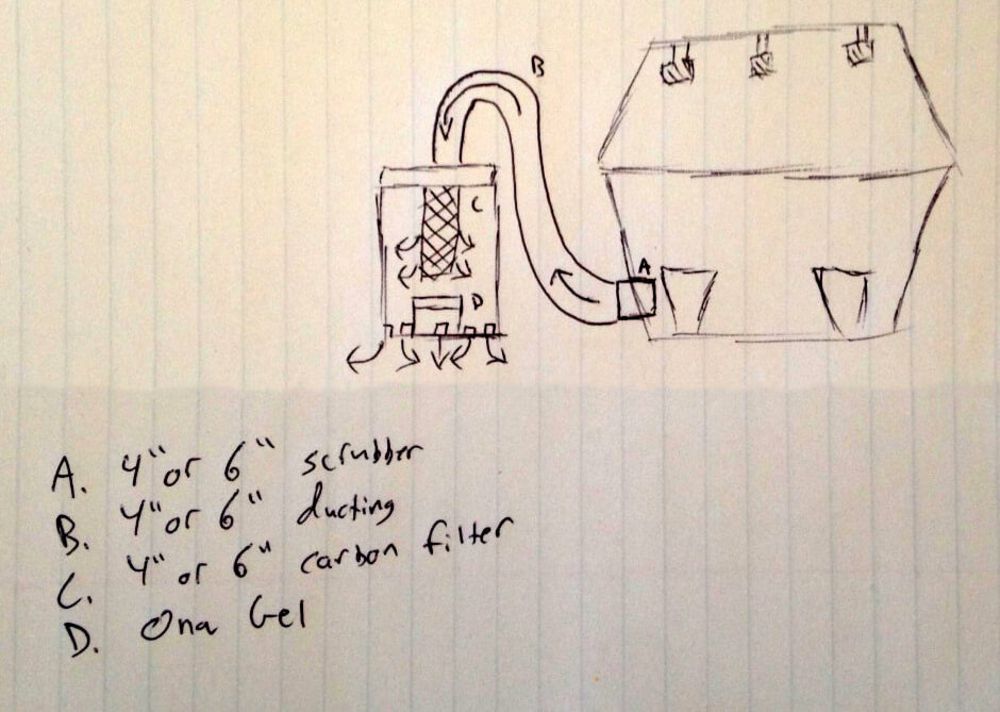 B
C
A
D
A. 4" or 6" scrubber
B. 4" or 6" ducting
C. 4" or 6" carbon filter
D. Ona Gel